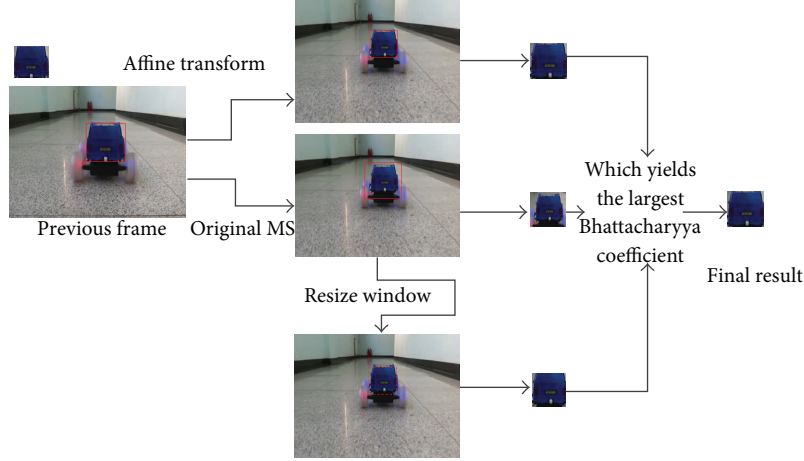 Affine transform
Previous frame
Original MS
Resize window
Which yields
the largest
Bhattacharyya
coefficient
Final result